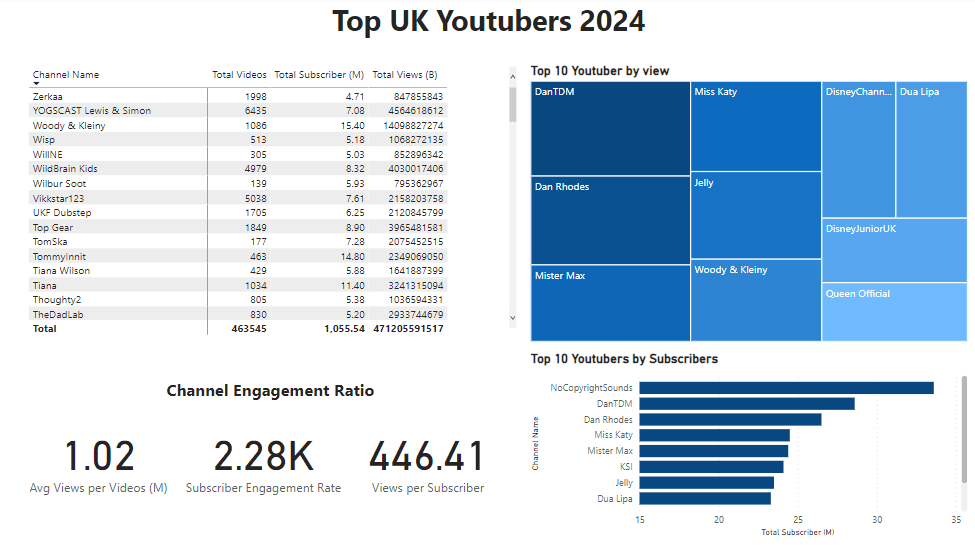 Top UK Youtubers 2024
Channel Name Total Videos Total Subscriber (M) Total Views (B)
Zerkaa 1998 4.71 847855843
YOGSCAST Lewis & Simon 6435 7.08 4564618612
Woody & Kleiny 1086 15.40 14098827274
Wisp 513 5.18 1068272135
WillNE 305 5.03 852896342
WildBrain Kids 4979 8.32 4030017406
Wilbur Soot 139 5.93 795362967
Vikkstar123 5038 7.61 2158203758
UKF Dubstep 1705 6.25 2120845799
Top Gear 1849 8.90 3965481581
TomSka 177 7.28 2075452515
TommyInnit 463 14.80 2349069050
Tiana Wilson 429 5.88 1641887399
Tiana 1034 11.40 3241315094
Thoughty2 805 5.38 1036594331
TheDadLab 830 5.20 2933744679
Total 463545 1,055.54 471205591517
Channel Engagement Ratio
1.02 2.28K 446.41
Avg Views per Videos (M) Subscriber Engagement Rate Views per Subscriber
Top 10 Youtuber by view
DanTDM
Dan Rhodes
Mister Max
Miss Katy
Jelly
Woody & Kleiny
DisneyChann...
Dua Lipa
DisneyJuniorUK
Queen Official
Top 10 Youtubers by Subscribers
Channel Name
NoCopyrightSounds
DanTDM
Dan Rhodes
Miss Katy
Mister Max
KSI
Jelly
Dua Lipa
15 20 25 30 35
Total Subscriber (M)